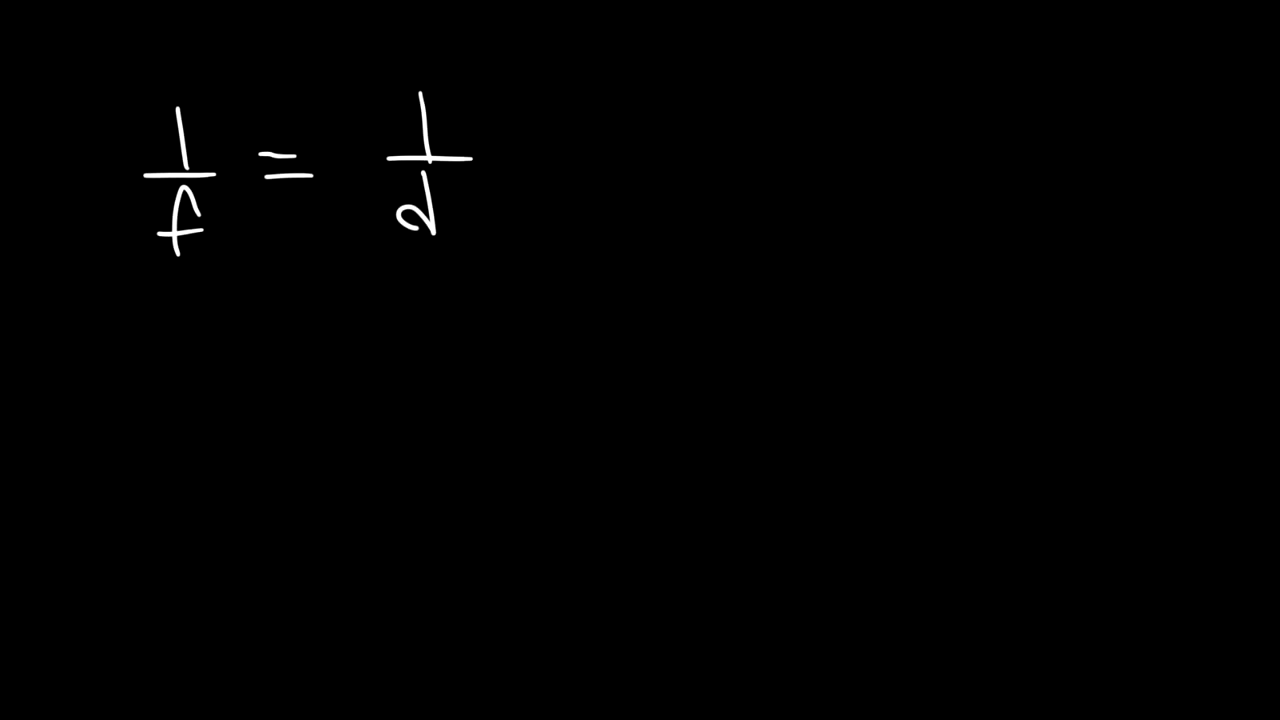 1/f = 1/d